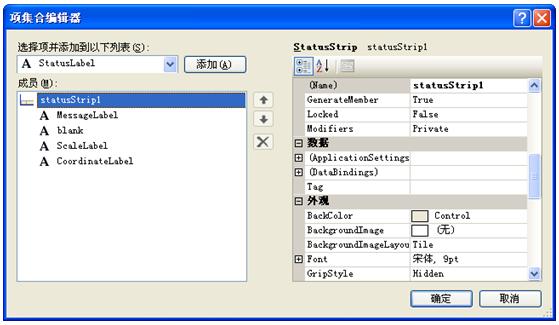 项集合编辑器
选择项并添加到以下列表(S):
StatusLabel
添加(A)
成员(M):
statusStrip1
MessageLabel
blank
ScaleLabel
CoordinateLabel
StatusStrip statusStrip1
(Name) statusStrip1
GenerateMember True
Locked False
Modifiers Private
数据
(ApplicationSettings
(DataBindings)
Tag
外观
BackColor Control
BackgroundImage (无)
BackgroundImageLayou Tile
Font 宋体, 9pt
GripStyle Hidden
确定 取消